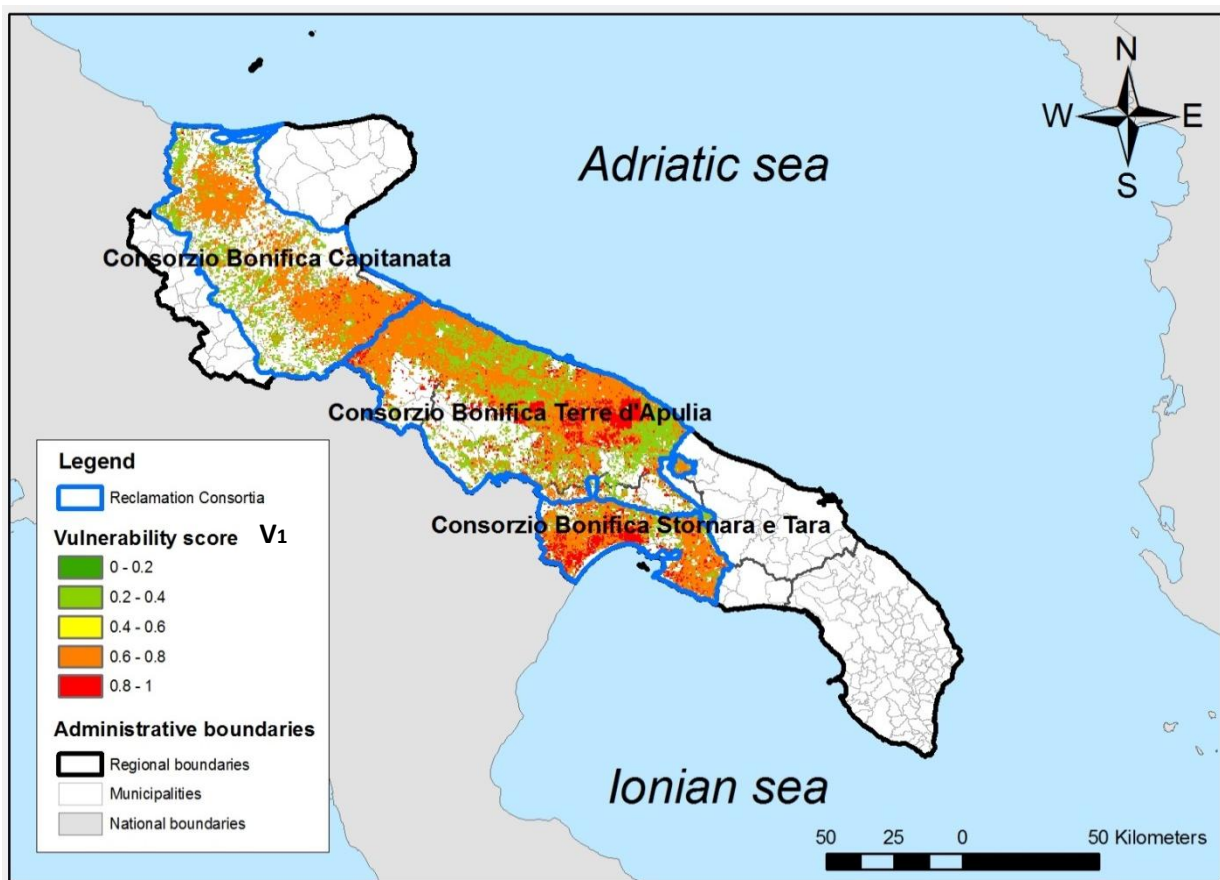 N
W E
S
Adriatic sea
Consorzio Bonifica Capitanata
Consorzio Bonifica Terre d'Apulia
Consorzio Bonifica Stornara e Tara
Legend
Reclamation Consortia
Vulnerability score V1
0 - 0.2
0.2 - 0.4
0.4 - 0.6
0.6 - 0.8
0.8 - 1
Administrative boundaries
Regional boundaries
Municipalities
National boundaries
Ionian sea
50 25 0 50 Kilometers